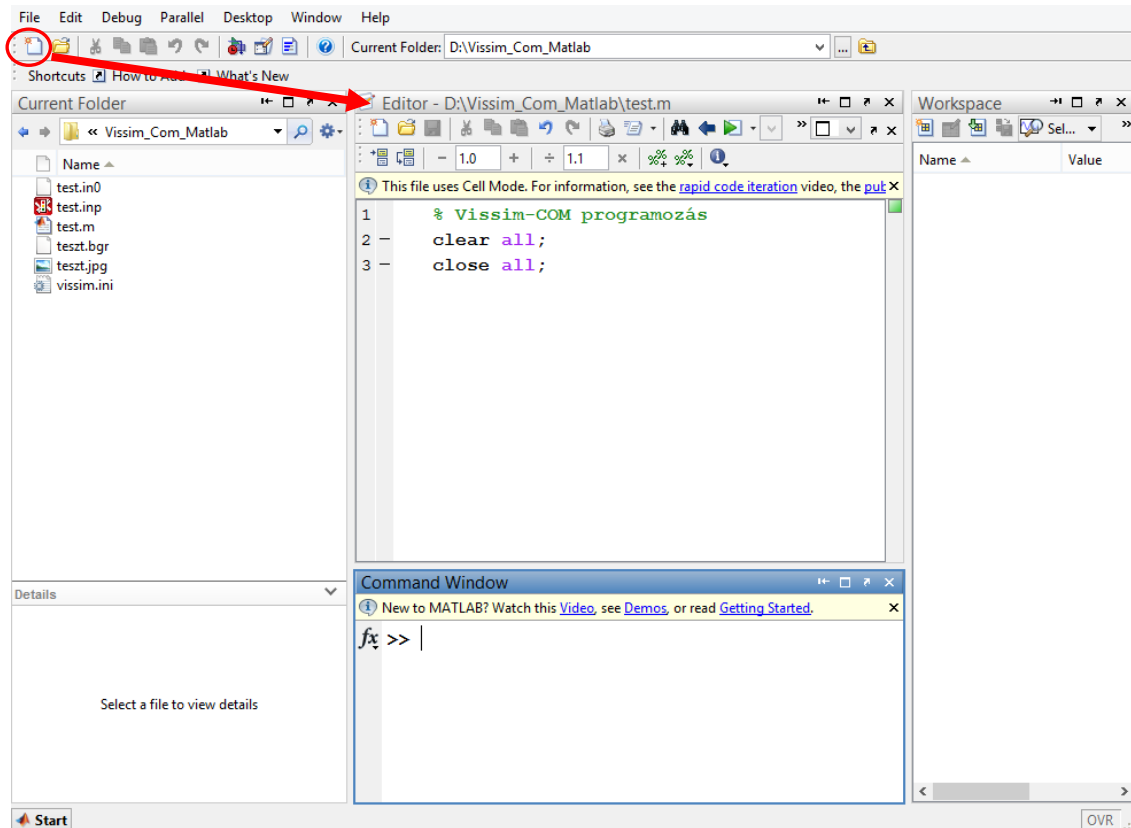 File Edit Debug Parallel Desktop Window Help
Current Folder: D:\Vissim_Com_Matlab ...
Shortcuts How to Add What's New
Current Folder
« Vissim_Com_Matlab
Name
test.in0
test.inp
test.m
teszt.bgr
teszt.jpg
vissim.ini
Details
Select a file to view details
Editor - D:\Vissim_Com_Matlab\test.m
- 1.0 + ÷ 1.1 ×
This file uses Cell Mode. For information, see the rapid code iteration video, the pub
1 % Vissim-COM programozás
2 - clear all;
3 - close all;
Command Window
New to MATLAB? Watch this Video, see Demos, or read Getting Started.
fx >>
Workspace
Sel... »
Name Value
Start
OVR